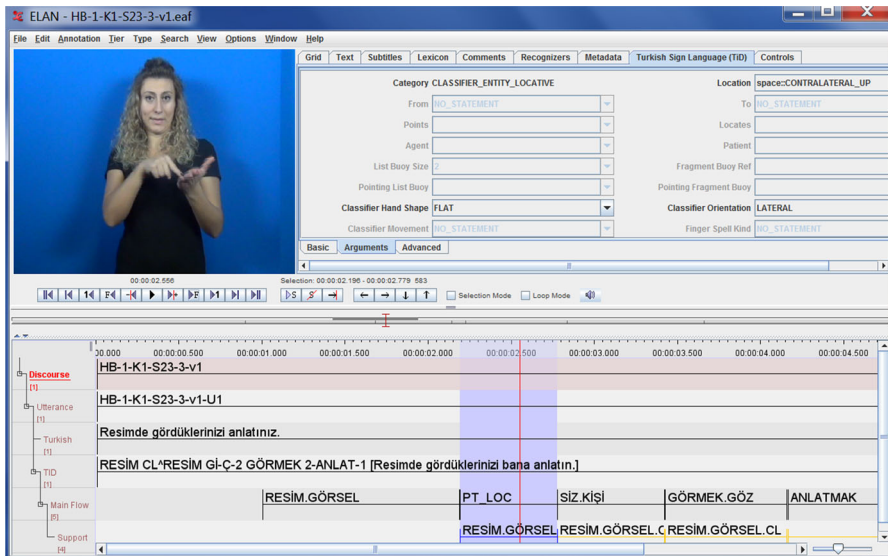 ELAN - HB-1-K1-S23-3-v1.eaf
File Edit Annotation Tier Type Search View Options Window Help
Grid Text Subtitles Lexicon Comments Recognizers Metadata Turkish Sign Language (TiD) Controls
Category CLASSIFIER_ENTITY_LOCATIVE Location space::CONTRALATERAL_UP
From NO_STATEMENT To NO_STATEMENT
Points Locates
Agent Patient
List Buoy Size 2 Fragment Buoy Ref
Pointing List Buoy Pointing Fragment Buoy
Classifier Hand Shape FLAT Classifier Orientation LATERAL
Classifier Movement NO_STATEMENT Finger Spell Kind NO_STATEMENT
Basic Arguments Advanced
00:00:02.556 Selection: 00:00:02.196 - 00:00:02.779 583
Selection Mode Loop Mode
00.000 00:00:00.500 00:00:01.000 00:00:01.500 00:00:02.000 00:00:02.500 00:00:03.000 00:00:03.500 00:00:04.000 00:00:04.500
Discourse HB-1-K1-S23-3-v1
[1]
Utterance HB-1-K1-S23-3-v1-U1
[1]
Turkish Resimde gördüklerinizi anlatınız.
[1]
TID RESİM CL^RESİM Gİ-Ç-2 GÖRMEK 2-ANLAT-1 [Resimde gördüklerinizi bana anlatın.]
[1]
Main Flow RESİM.GÖRSEL PT_LOC SİZ.KİŞİ GÖRMEK.GÖZ ANLATMAK
[5]
Support RESİM.GÖRSEL RESİM.GÖRSEL.C RESİM.GÖRSEL.CL
[4]